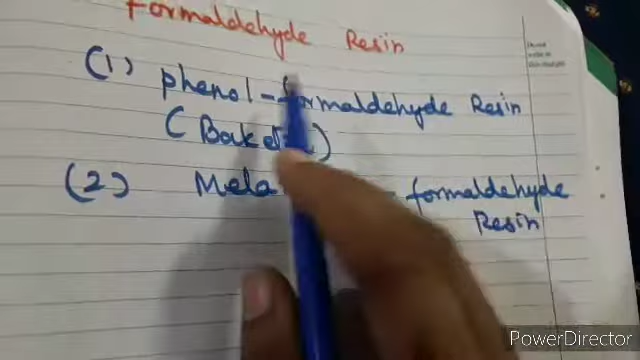 Formaldehyde Resin
(1) phenol - formaldehyde Resin
(2) formaldehyde
Resin
PowerDirector